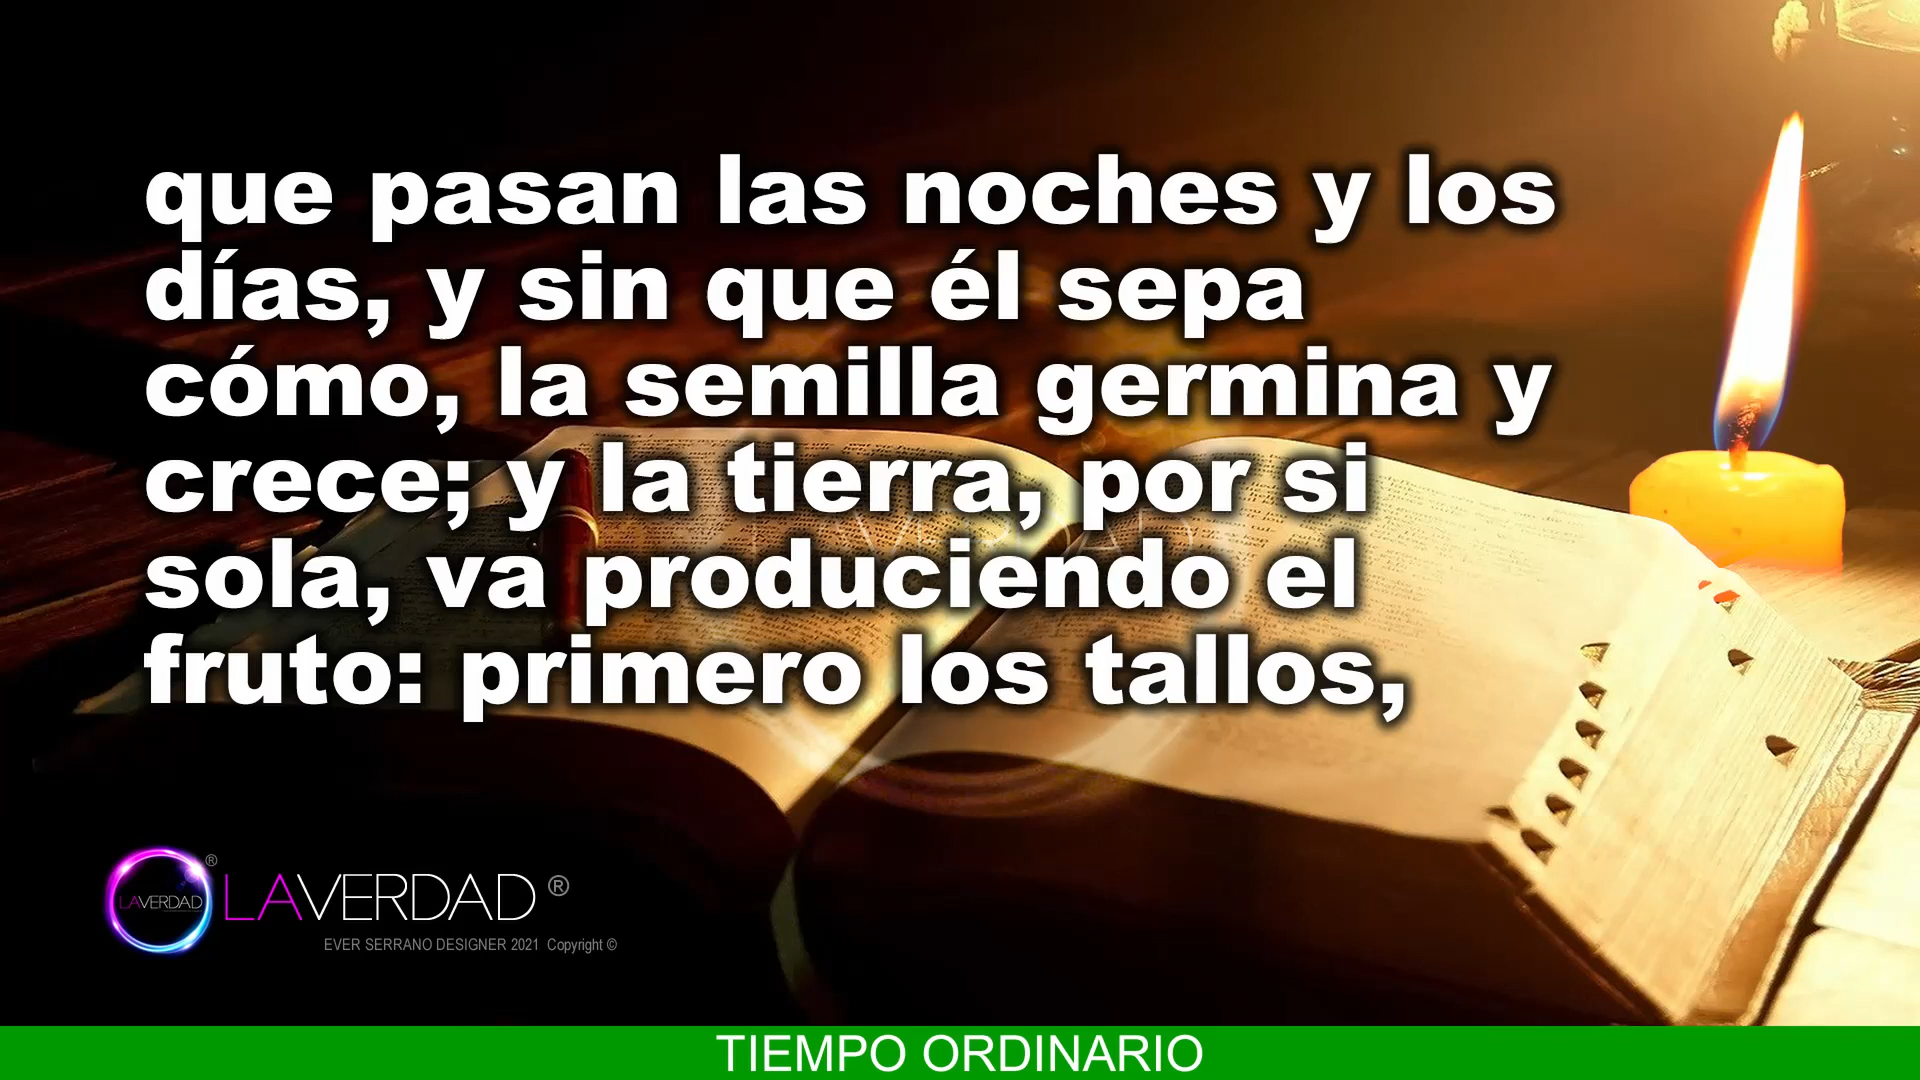 que pasan las noches y los
días, y sin que él sepa
cómo, la semilla germina y
crece; y la tierra, por si
sola, va produciendo el
fruto: primero los tallos,
LAVERDAD ®
LAVERDAD ®
EVER SERRANO DESIGNER 2021 Copyright ©
TIEMPO ORDINARIO